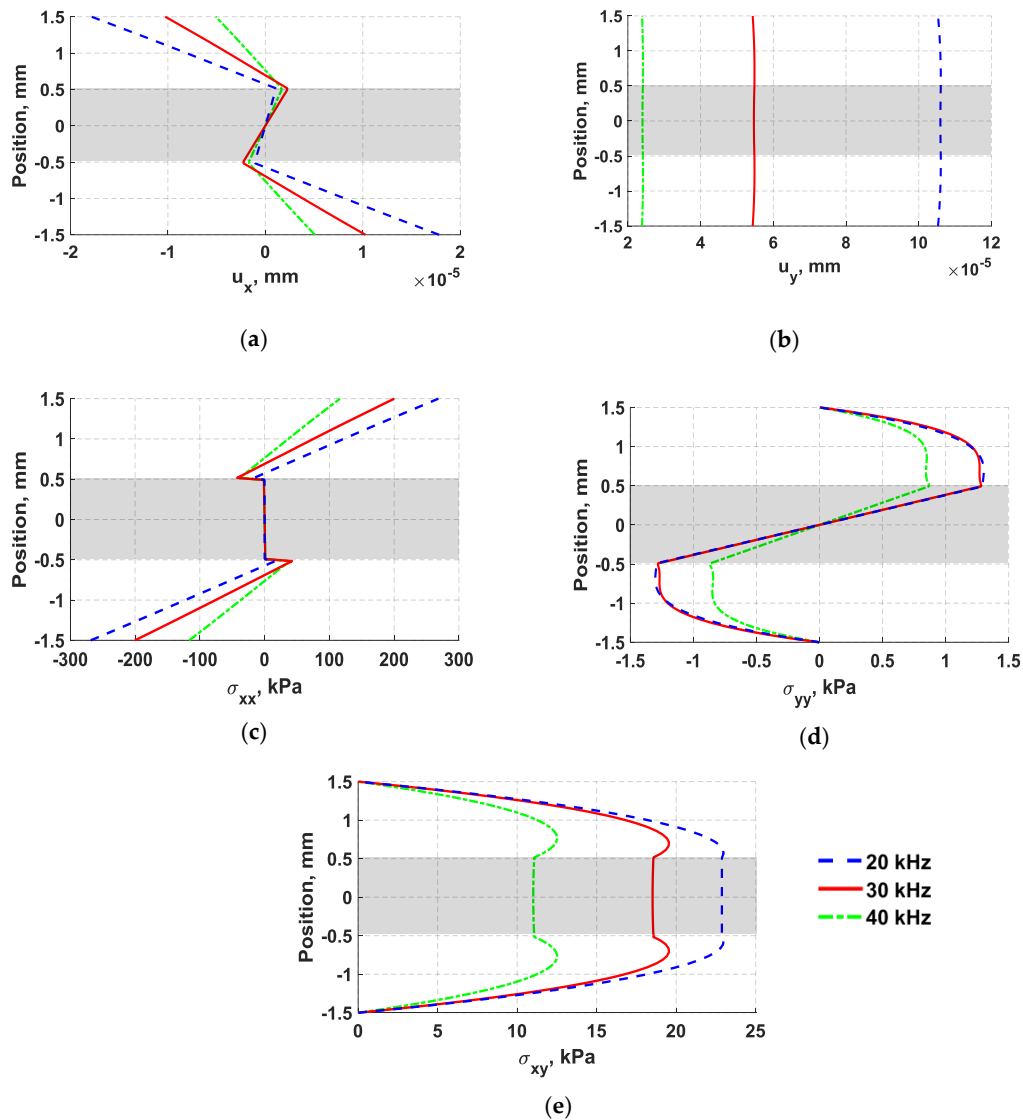 1.5
1
0.5
0
-0.5
-1
-1.5
Position, mm
-2 -1 0 1 2
u_x, mm
×10^-5
(a)
1.5
1
0.5
0
-0.5
-1
-1.5
Position, mm
2 4 6 8 10 12
u_y, mm
×10^-5
(b)
1.5
1
0.5
0
-0.5
-1
-1.5
Position, mm
-300 -200 -100 0 100 200 300
σ_xx, kPa
(c)
1.5
1
0.5
0
-0.5
-1
-1.5
Position, mm
-1.5 -1 -0.5 0 0.5 1 1.5
σ_yy, kPa
(d)
1.5
1
0.5
0
-0.5
-1
-1.5
Position, mm
0 5 10 15 20 25
σ_xy, kPa
(e)
20 kHz
30 kHz
40 kHz